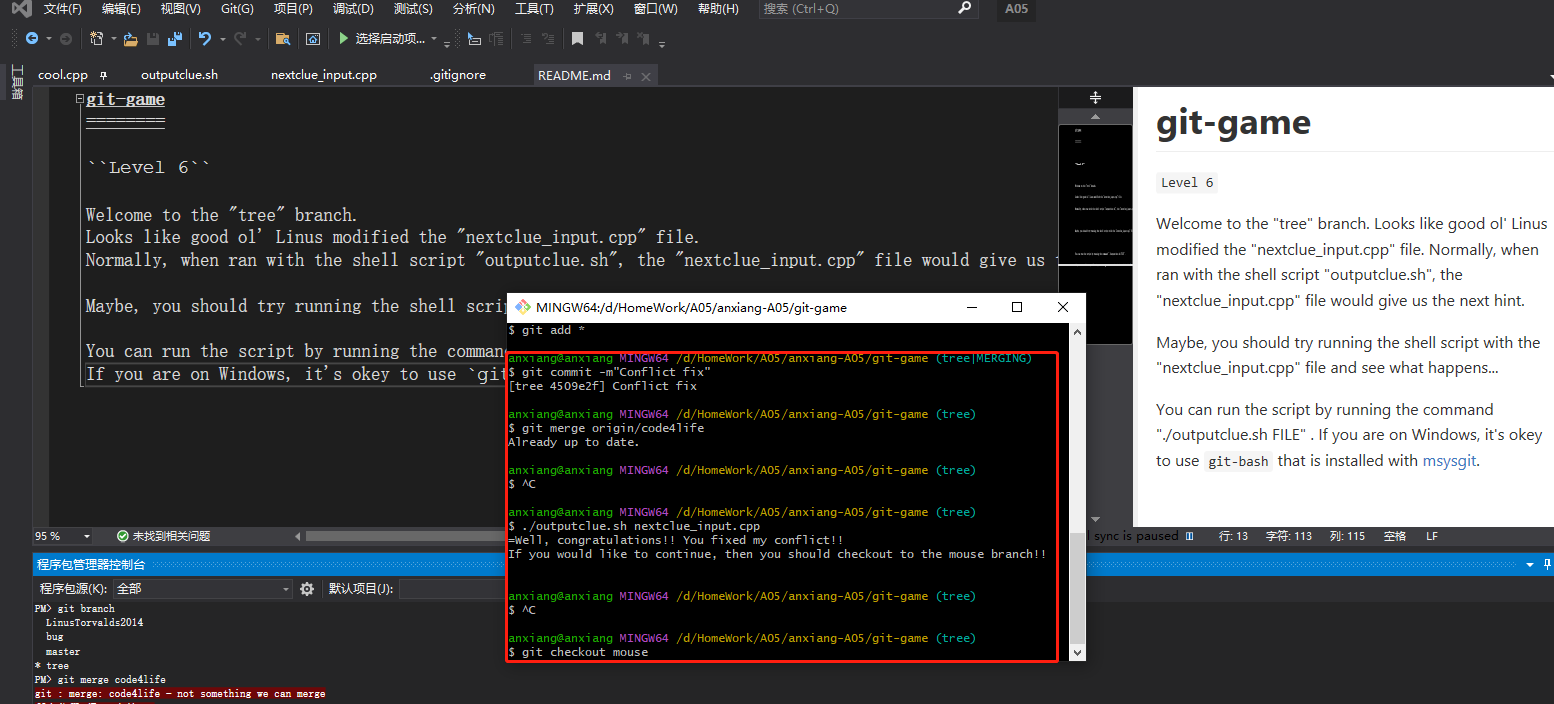 文件(F) 编辑(E) 视图(V) Git(G) 项目(P) 调试(D) 测试(S) 分析(N) 工具(T) 扩展(X) 窗口(W) 帮助(H) 搜索 (Ctrl+Q) A05
选择启动项...
工具箱
cool.cpp outputclue.sh nextclue_input.cpp .gitignore README.md
git-game
========
``Level 6``
Welcome to the "tree" branch.
Looks like good ol' Linus modified the "nextclue_input.cpp" file.
Normally, when ran with the shell script "outputclue.sh", the "nextclue_input.cpp" file would give us
Maybe, you should try running the shell scri
You can run the script by running the comman
If you are on Windows, it's okey to use `git
git-game
Level 6
Welcome to the "tree" branch. Looks like good ol' Linus
modified the "nextclue_input.cpp" file. Normally, when
ran with the shell script "outputclue.sh", the
"nextclue_input.cpp" file would give us the next hint.
Maybe, you should try running the shell script with the
"nextclue_input.cpp" file and see what happens...
You can run the script by running the command
"./outputclue.sh FILE" . If you are on Windows, it's okey
to use git-bash that is installed with msysgit.
MINGW64:/d/HomeWork/A05/anxiang-A05/git-game
$ git add *
anxiang@anxiang MINGW64 /d/HomeWork/A05/anxiang-A05/git-game (tree|MERGING)
$ git commit -m"Conflict fix"
[tree 4509e2f] Conflict fix
anxiang@anxiang MINGW64 /d/HomeWork/A05/anxiang-A05/git-game (tree)
$ git merge origin/code4life
Already up to date.
anxiang@anxiang MINGW64 /d/HomeWork/A05/anxiang-A05/git-game (tree)
$ ^C
anxiang@anxiang MINGW64 /d/HomeWork/A05/anxiang-A05/git-game (tree)
$ ./outputclue.sh nextclue_input.cpp
=Well, congratulations!! You fixed my conflict!!
If you would like to continue, then you should checkout to the mouse branch!!
anxiang@anxiang MINGW64 /d/HomeWork/A05/anxiang-A05/git-game (tree)
$ ^C
anxiang@anxiang MINGW64 /d/HomeWork/A05/anxiang-A05/git-game (tree)
$ git checkout mouse
95 % 未找到相关问题 sync is paused 行: 13 字符: 113 列: 115 空格 LF
程序包管理器控制台
程序包源(K): 全部 默认项目(J):
PM> git branch
LinusTorvalds2014
bug
master
* tree
PM> git merge code4life
git : merge: code4life - not something we can merge